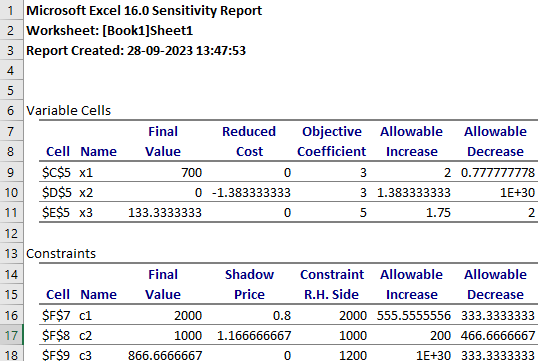 1 Microsoft Excel 16.0 Sensitivity Report
2 Worksheet: [Book1]Sheet1
3 Report Created: 28-09-2023 13:47:53
4
5
6 Variable Cells
7 Final Reduced Objective Allowable Allowable
8 Cell Name Value Cost Coefficient Increase Decrease
9 $C$5 x1 700 0 3 2 0.777777778
10 $D$5 x2 0 -1.383333333 3 1.383333333 1E+30
11 $E$5 x3 133.3333333 0 5 1.75 2
12
13 Constraints
14 Final Shadow Constraint Allowable Allowable
15 Cell Name Value Price R.H. Side Increase Decrease
16 $F$7 c1 2000 0.8 2000 555.5555556 333.3333333
17 $F$8 c2 1000 1.166666667 1000 200 466.6666667
18 $F$9 c3 866.6666667 0 1200 1E+30 333.3333333